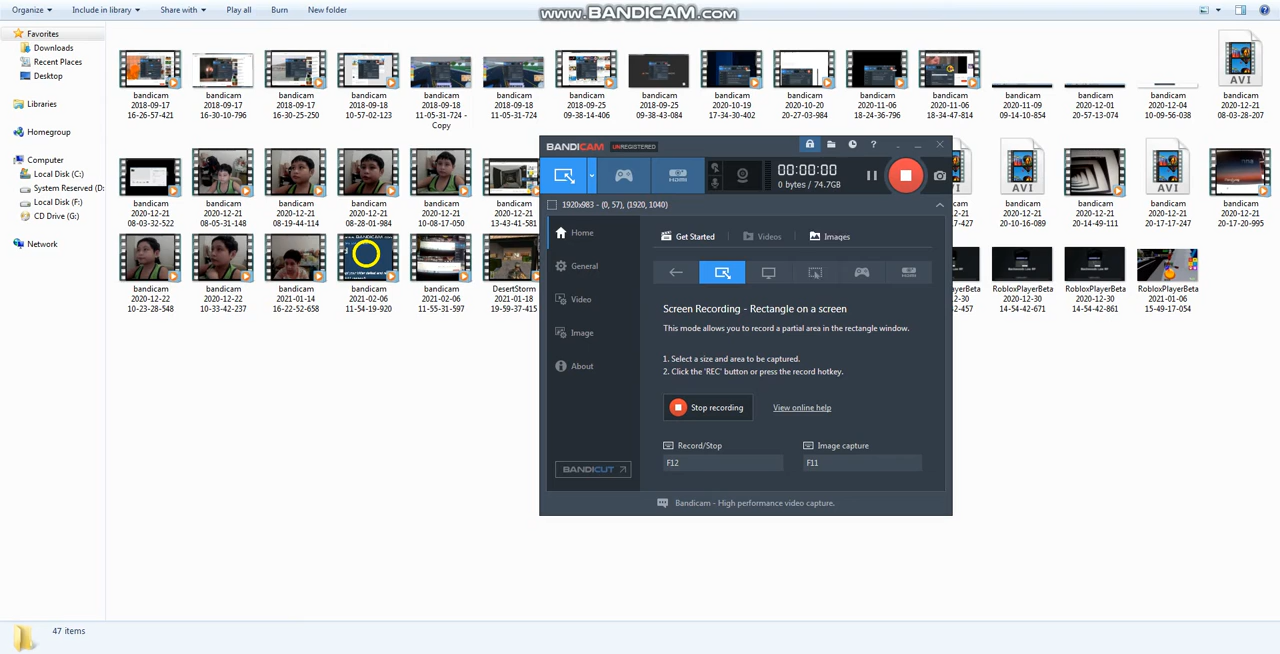 Organize Include in library Share with Play all Burn New folder
www.BANDICAM.com
Favorites
Downloads
Recent Places
Desktop
Libraries
Homegroup
Computer
Local Disk (C:)
System Reserved (D:
Local Disk (F:)
CD Drive (G:)
Network
bandicam 2018-09-17 16-26-57-421
bandicam 2018-09-17 16-30-10-796
bandicam 2018-09-17 16-30-25-250
bandicam 2018-09-18 10-57-02-123
bandicam 2018-09-18 11-05-31-724 - Copy
bandicam 2018-09-18 11-05-31-724
bandicam 2018-09-25 09-38-14-406
bandicam 2018-09-25 09-38-43-084
bandicam 2020-10-19 17-34-30-402
bandicam 2020-10-20 20-27-03-984
bandicam 2020-11-06 18-24-36-796
bandicam 2020-11-06 18-34-47-814
bandicam 2020-11-09 09-14-10-854
bandicam 2020-12-01 20-57-13-074
bandicam 2020-12-04 10-09-56-038
AVI
bandicam 2020-12-21 08-03-28-207
bandicam 2020-12-21 08-03-32-522
bandicam 2020-12-21 08-05-31-148
bandicam 2020-12-21 08-19-44-114
bandicam 2020-12-21 08-28-01-984
bandicam 2020-12-21 10-08-17-050
bandicam 2020-12-21 13-43-41-581
AVI
bandicam 2020-12-21 20-10-16-089
bandicam 2020-12-21 20-14-49-111
AVI
bandicam 2020-12-21 20-17-17-247
bandicam 2020-12-21 20-17-20-995
bandicam 2020-12-22 10-23-28-548
bandicam 2020-12-22 10-33-42-237
bandicam 2021-01-14 16-22-52-658
bandicam 2021-02-06 11-54-19-920
bandicam 2021-02-06 11-55-31-597
DesertStorm 2021-01-18 19-59-37-415
RobloxPlayerBeta 2020-12-30 14-54-42-671
RobloxPlayerBeta 2020-12-30 14-54-42-861
RobloxPlayerBeta 2021-01-06 15-49-17-054
BANDICAM UNREGISTERED
HDMI
00:00:00
0 bytes / 74.7GB
1920x983 - (0, 57), (1920, 1040)
Home
General
Video
Image
About
BANDICUT
Get Started Videos Images
Screen Recording - Rectangle on a screen
This mode allows you to record a partial area in the rectangle window.
1. Select a size and area to be captured.
2. Click the 'REC' button or press the record hotkey.
Stop recording View online help
Record/Stop Image capture
F12 F11
Bandicam - High performance video capture.
47 items